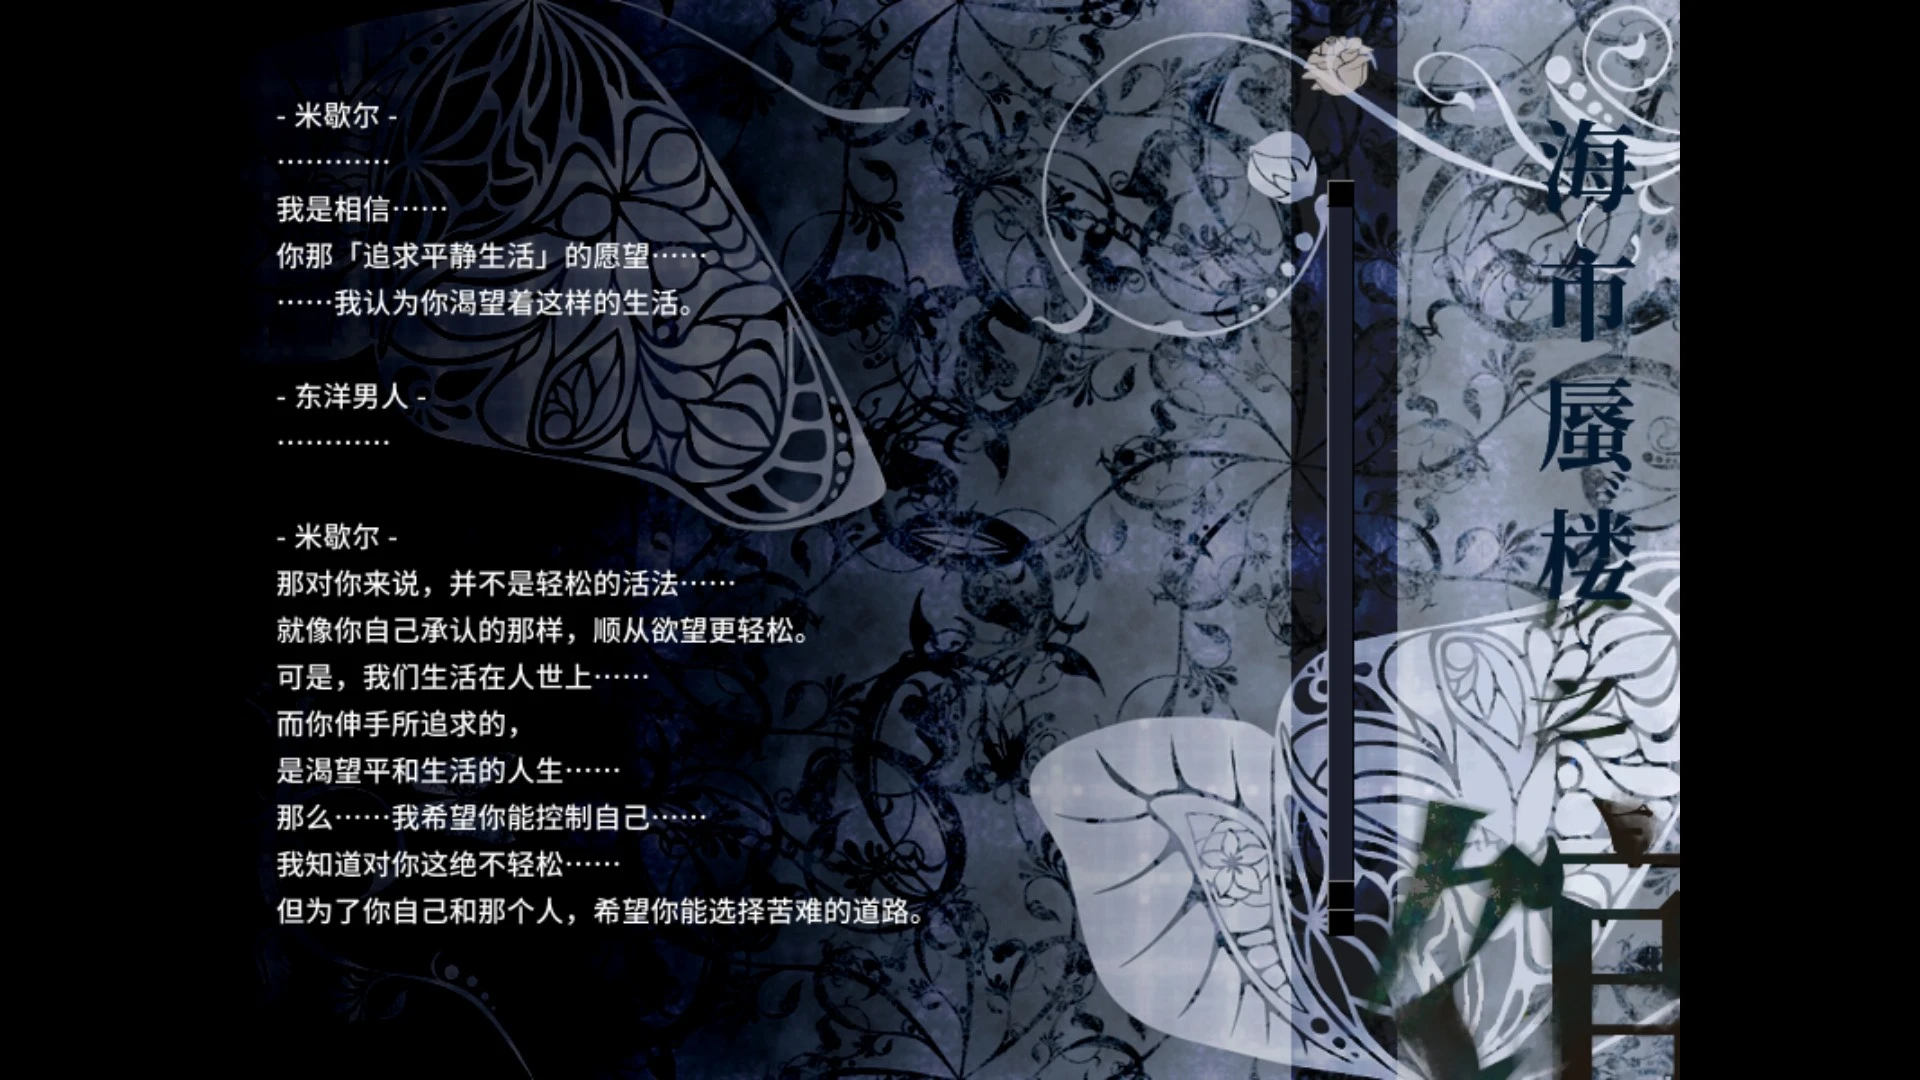 - 米歇尔 -
…………
我是相信……
你那「追求平静生活」的愿望……
……我认为你渴望着这样的生活。
- 东洋男人 -
…………
- 米歇尔 -
那对你来说，并不是轻松的活法……
就像你自己承认的那样，顺从欲望更轻松。
可是，我们生活在人世上……
而你伸手所追求的，
是渴望平和生活的人生……
那么……我希望你能控制自己……
我知道对你这绝不轻松……
但为了你自己和那个人，希望你能选择苦难的道路。
海市蜃楼之馆